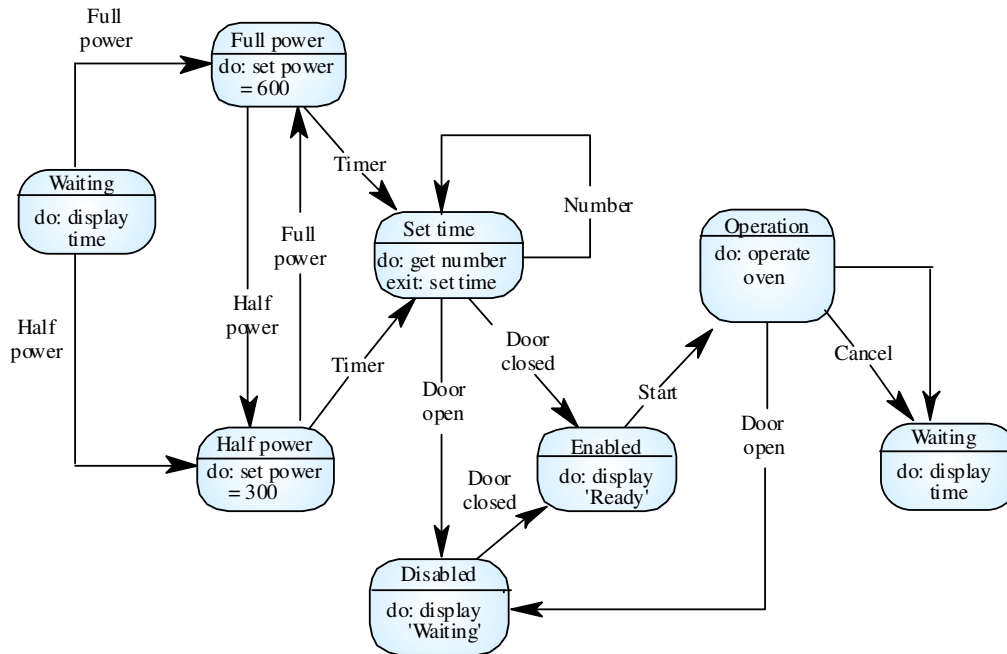 Full
power
Full power
do: set power
= 600
Timer
Waiting
do: display
time
Full
power
Number
Set time
do: get number
exit: set time
Operation
do: operate
oven
Half
power
Half
power
Timer
Door
closed
Door
open
Start
Cancel
Door
open
Half power
do: set power
= 300
Enabled
do: display
'Ready'
Waiting
do: display
time
Door
closed
Disabled
do: display
'Waiting'